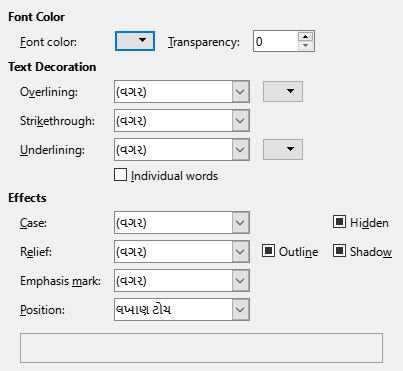 Font Color
Font color: Transparency: 0
Text Decoration
Overlining: (વગર)
Strikethrough: (વગર)
Underlining: (વગર)
Individual words
Effects
Case: (વગર) Hidden
Relief: (વગર) Outline Shadow
Emphasis mark: (વગર)
Position: લખાણ ટોચ